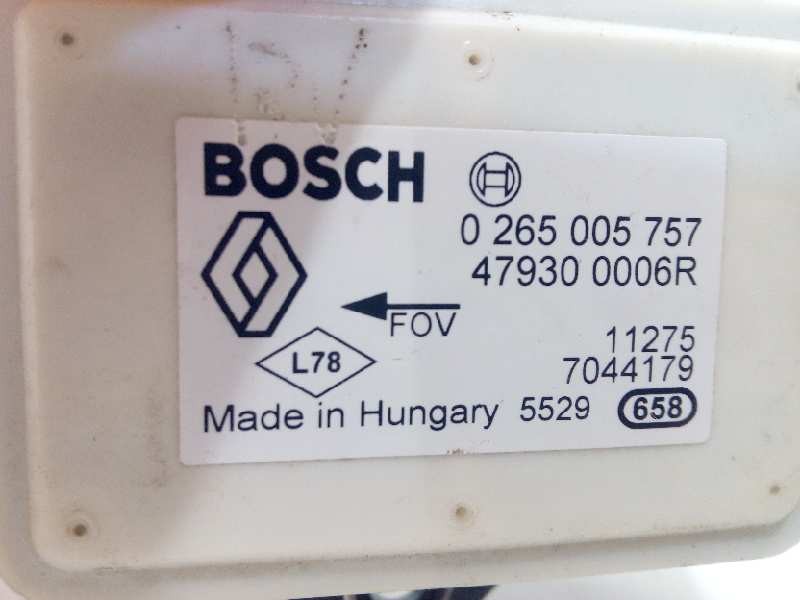 BOSCH
0 265 005 757
47930 0006R
FOV
L78
11275
7044179
Made in Hungary 5529 658